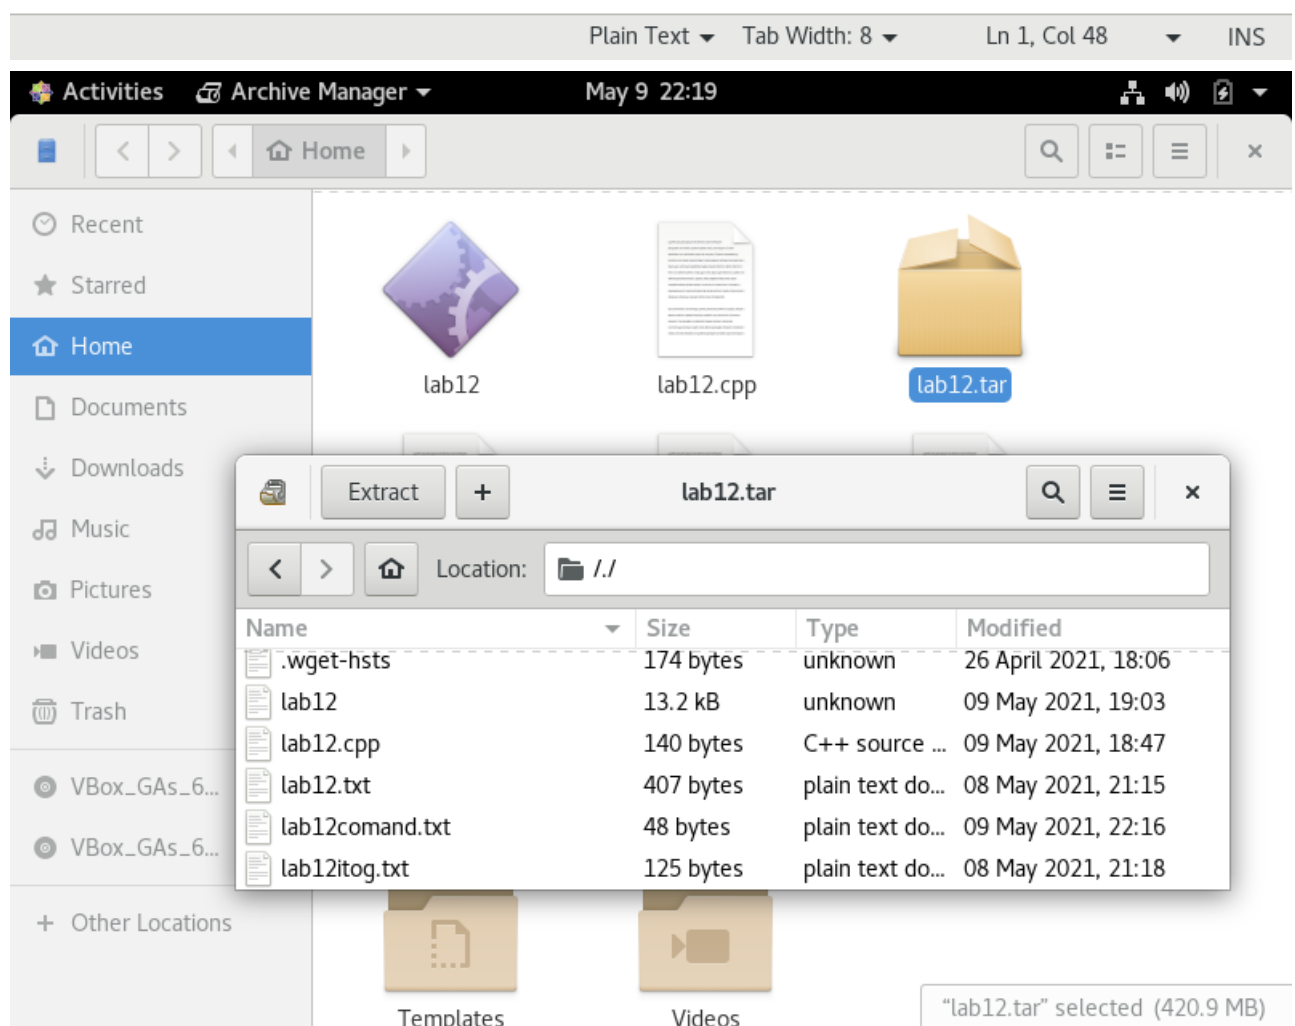 Plain Text Tab Width: 8 Ln 1, Col 48 INS
Activities Archive Manager May 9 22:19
Home
Recent
Starred
Home
Documents
Downloads
Music
Pictures
Videos
Trash
VBox_GAs_6...
VBox_GAs_6...
+ Other Locations
lab12 lab12.cpp lab12.tar
Extract + lab12.tar
Location: /./
Name Size Type Modified
.wget-hsts 174 bytes unknown 26 April 2021, 18:06
lab12 13.2 kB unknown 09 May 2021, 19:03
lab12.cpp 140 bytes C++ source ... 09 May 2021, 18:47
lab12.txt 407 bytes plain text do... 08 May 2021, 21:15
lab12comand.txt 48 bytes plain text do... 09 May 2021, 22:16
lab12itog.txt 125 bytes plain text do... 08 May 2021, 21:18
Templates Videos
“lab12.tar” selected (420.9 MB)